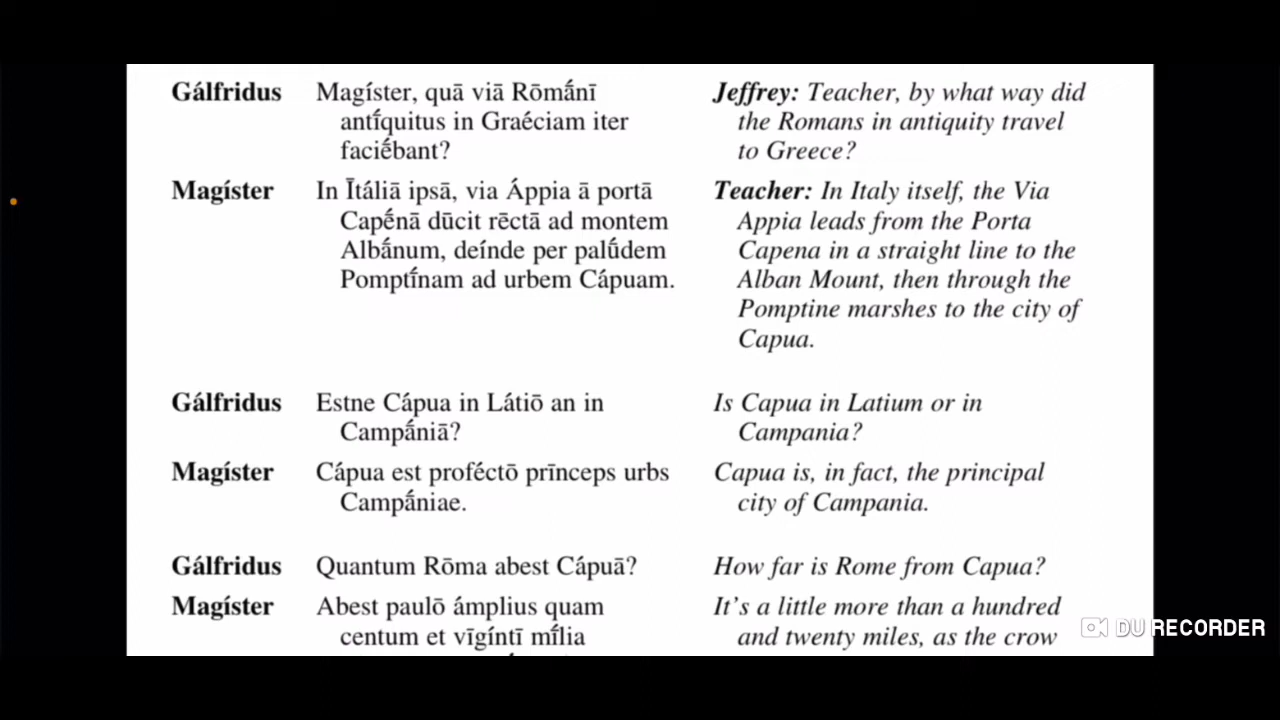 Gálfridus Magíster, quā viā Rōmā́nī
antī́quitus in Graéciam iter
faciḗbant?
Jeffrey: Teacher, by what way did
the Romans in antiquity travel
to Greece?
Magíster In Ītáliā ipsā, via Áppia ā portā
Capḗnā dūcit rēctā ad montem
Albā́num, deínde per palū́dem
Pomptī́nam ad urbem Cápuam.
Teacher: In Italy itself, the Via
Appia leads from the Porta
Capena in a straight line to the
Alban Mount, then through the
Pomptine marshes to the city of
Capua.
Gálfridus Estne Cápua in Látiō an in
Campā́niā?
Is Capua in Latium or in
Campania?
Magíster Cápua est proféctō prīnceps urbs
Campā́niae.
Capua is, in fact, the principal
city of Campania.
Gálfridus Quantum Rōma abest Cápuā?
How far is Rome from Capua?
Magíster Abest paulō ámplius quam
centum et vīgíntī mī́lia
It's a little more than a hundred
and twenty miles, as the crow
DU RECORDER